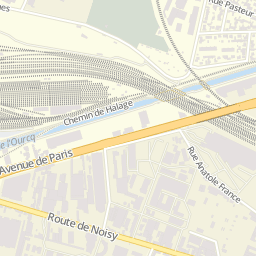 Rue Pasteur
Chemin de Halage
l'Ourcq
Avenue de Paris
Rue Anatole France
Route de Noisy